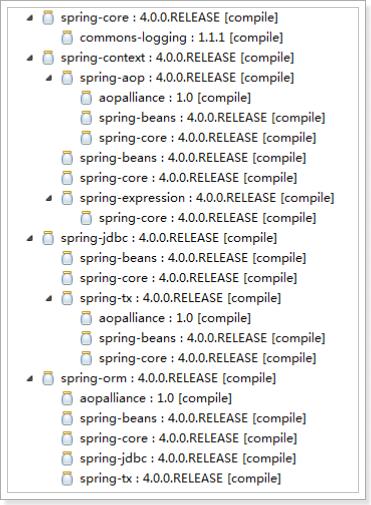 spring-core : 4.0.0.RELEASE [compile]
commons-logging : 1.1.1 [compile]
spring-context : 4.0.0.RELEASE [compile]
spring-aop : 4.0.0.RELEASE [compile]
aopalliance : 1.0 [compile]
spring-beans : 4.0.0.RELEASE [compile]
spring-core : 4.0.0.RELEASE [compile]
spring-beans : 4.0.0.RELEASE [compile]
spring-core : 4.0.0.RELEASE [compile]
spring-expression : 4.0.0.RELEASE [compile]
spring-core : 4.0.0.RELEASE [compile]
spring-jdbc : 4.0.0.RELEASE [compile]
spring-beans : 4.0.0.RELEASE [compile]
spring-core : 4.0.0.RELEASE [compile]
spring-tx : 4.0.0.RELEASE [compile]
aopalliance : 1.0 [compile]
spring-beans : 4.0.0.RELEASE [compile]
spring-core : 4.0.0.RELEASE [compile]
spring-orm : 4.0.0.RELEASE [compile]
aopalliance : 1.0 [compile]
spring-beans : 4.0.0.RELEASE [compile]
spring-core : 4.0.0.RELEASE [compile]
spring-jdbc : 4.0.0.RELEASE [compile]
spring-tx : 4.0.0.RELEASE [compile]